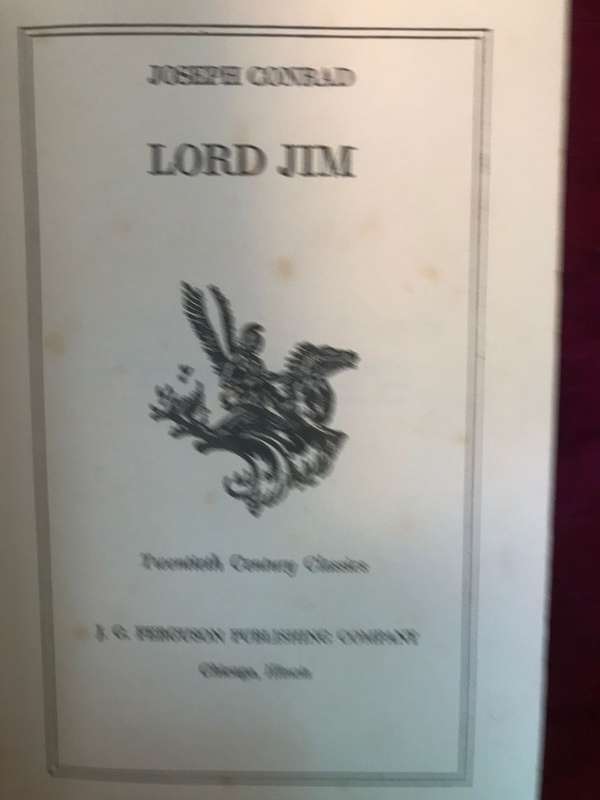 JOSEPH CONRAD
LORD JIM
Twentieth Century Classics
J. G. FERGUSON PUBLISHING COMPANY
Chicago, Illinois